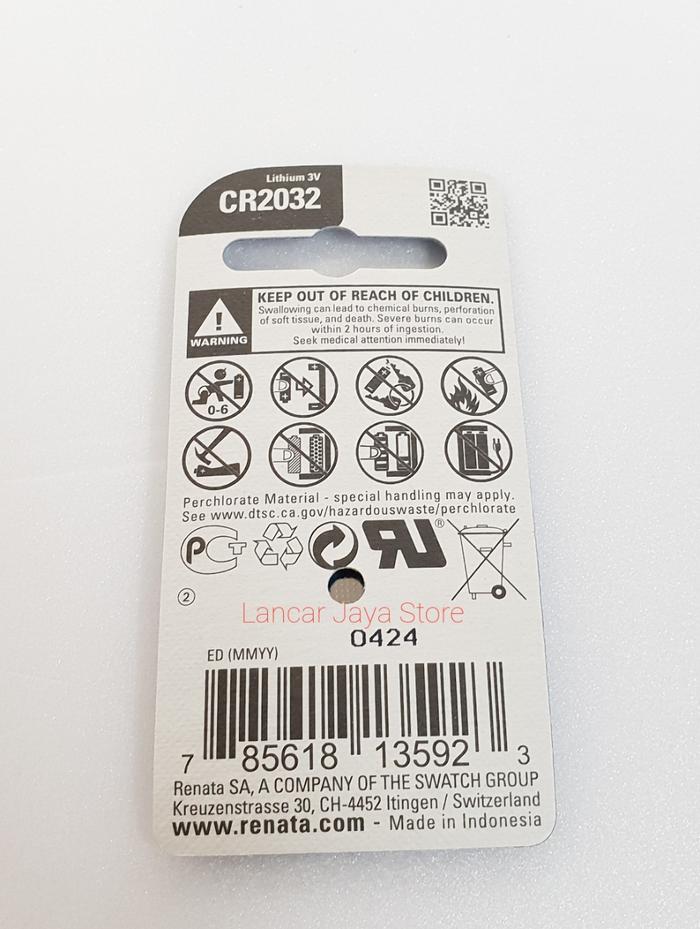 Lithium 3V
CR2032
KEEP OUT OF REACH OF CHILDREN.
Swallowing can lead to chemical burns, perforation
of soft tissue, and death. Severe burns can occur
within 2 hours of ingestion.
Seek medical attention immediately!
WARNING
0-6
Perchlorate Material - special handling may apply.
See www.dtsc.ca.gov/hazardouswaste/perchlorate
2
Lancar Jaya Store
0424
ED (MMYY)
7 85618 13592 3
Renata SA, A COMPANY OF THE SWATCH GROUP
Kreuzenstrasse 30, CH-4452 Itingen / Switzerland
www.renata.com - Made in Indonesia